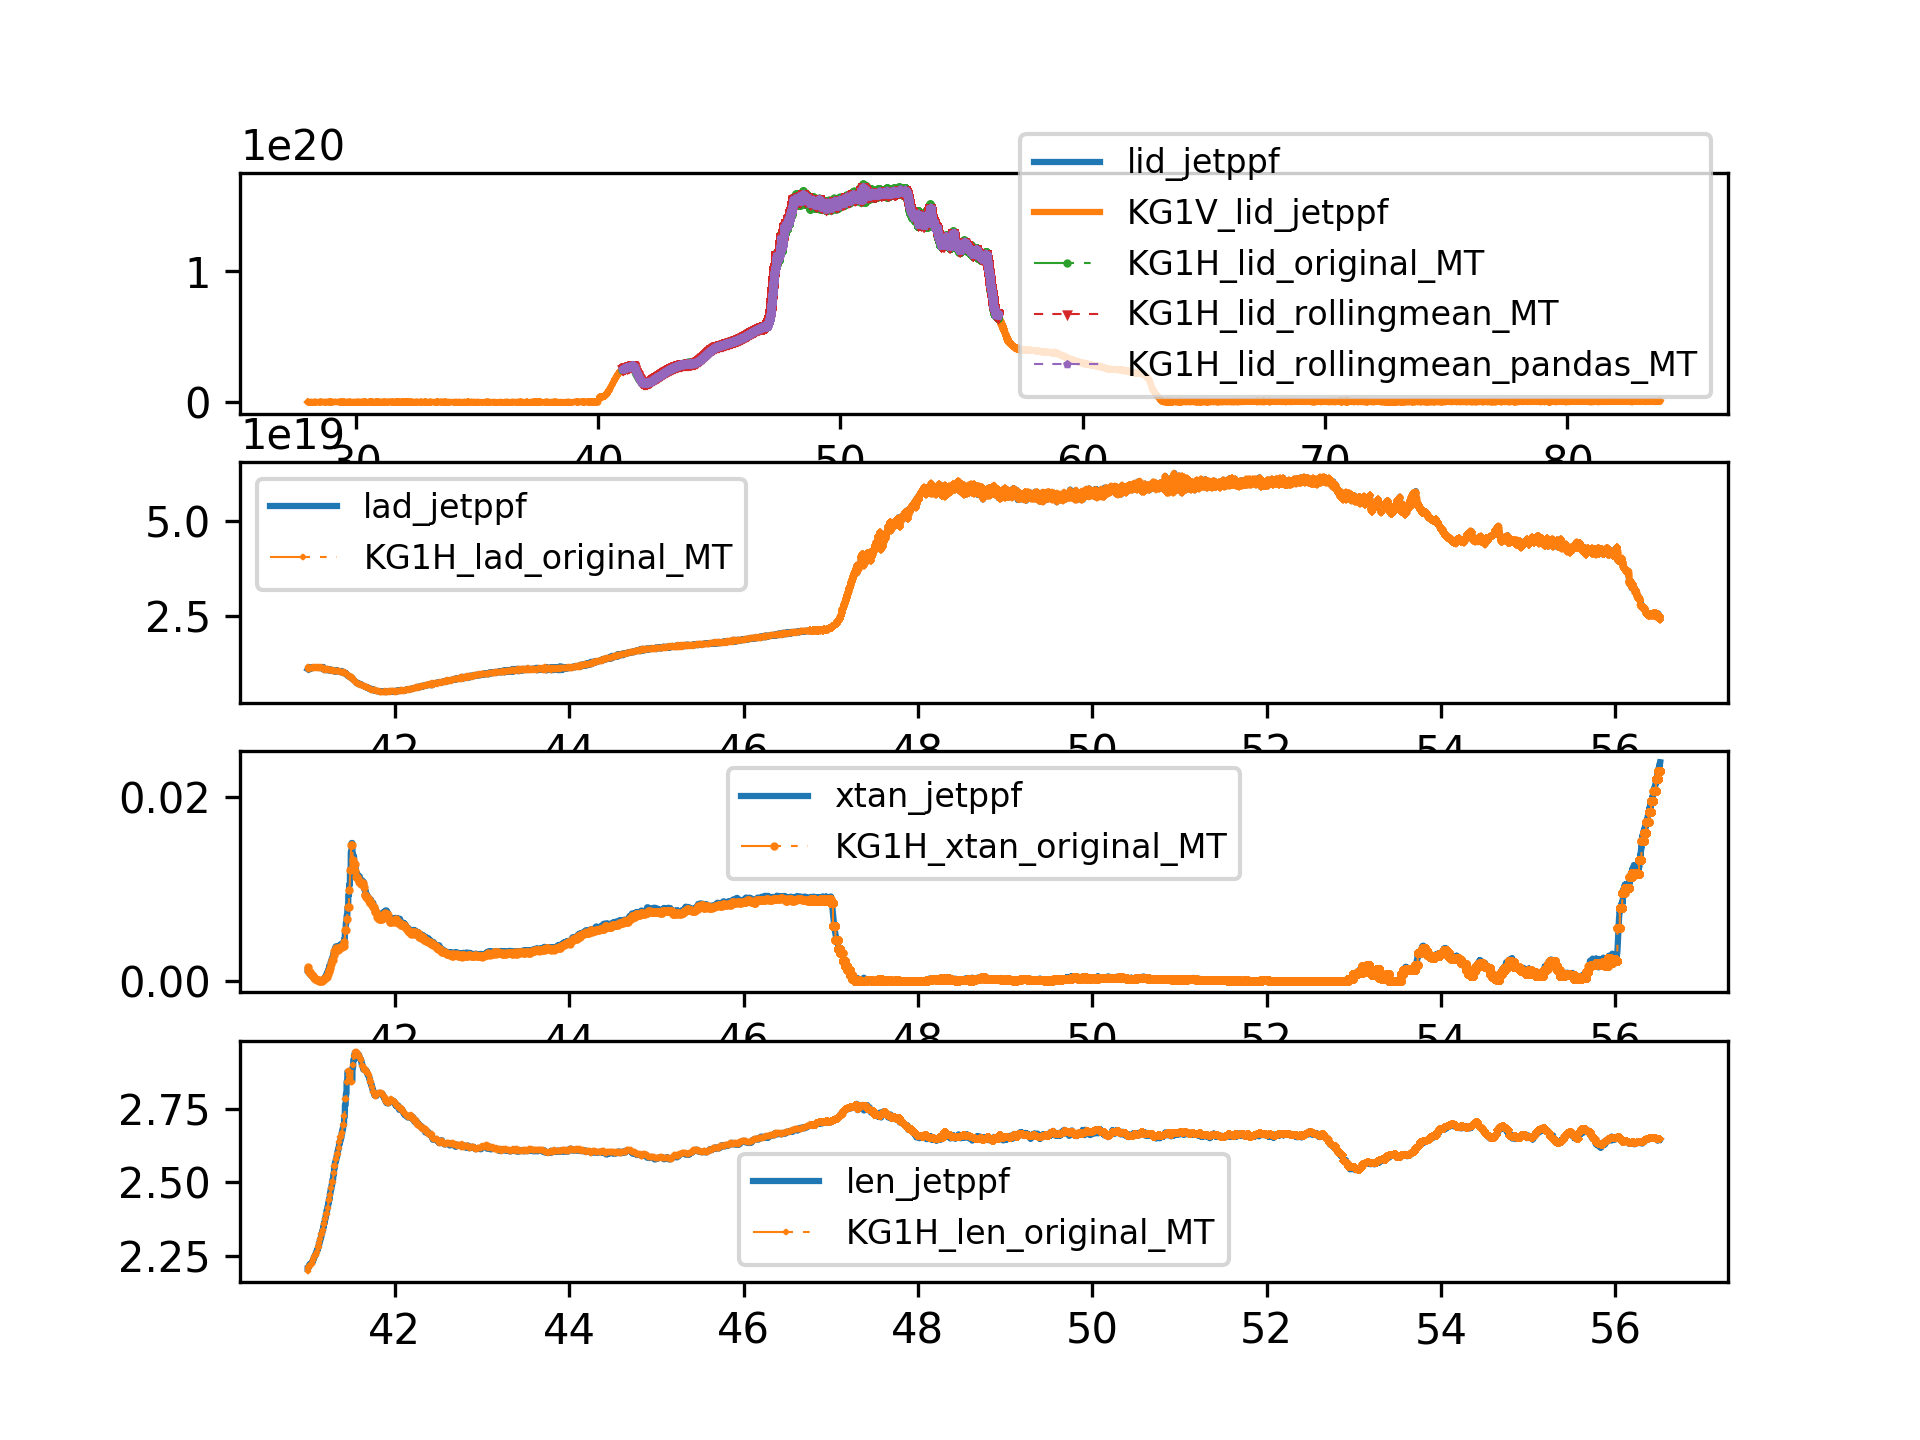 1e20
lid_jetppf
KG1V_lid_jetppf
KG1H_lid_original_MT
KG1H_lid_rollingmean_MT
KG1H_lid_rollingmean_pandas_MT
1
0
30 40 50 60 70 80
1e19
lad_jetppf
KG1H_lad_original_MT
5.0
2.5
42 44 46 48 50 52 54 56
xtan_jetppf
KG1H_xtan_original_MT
0.02
0.00
42 44 46 48 50 52 54 56
2.75
2.50
2.25
len_jetppf
KG1H_len_original_MT
42 44 46 48 50 52 54 56